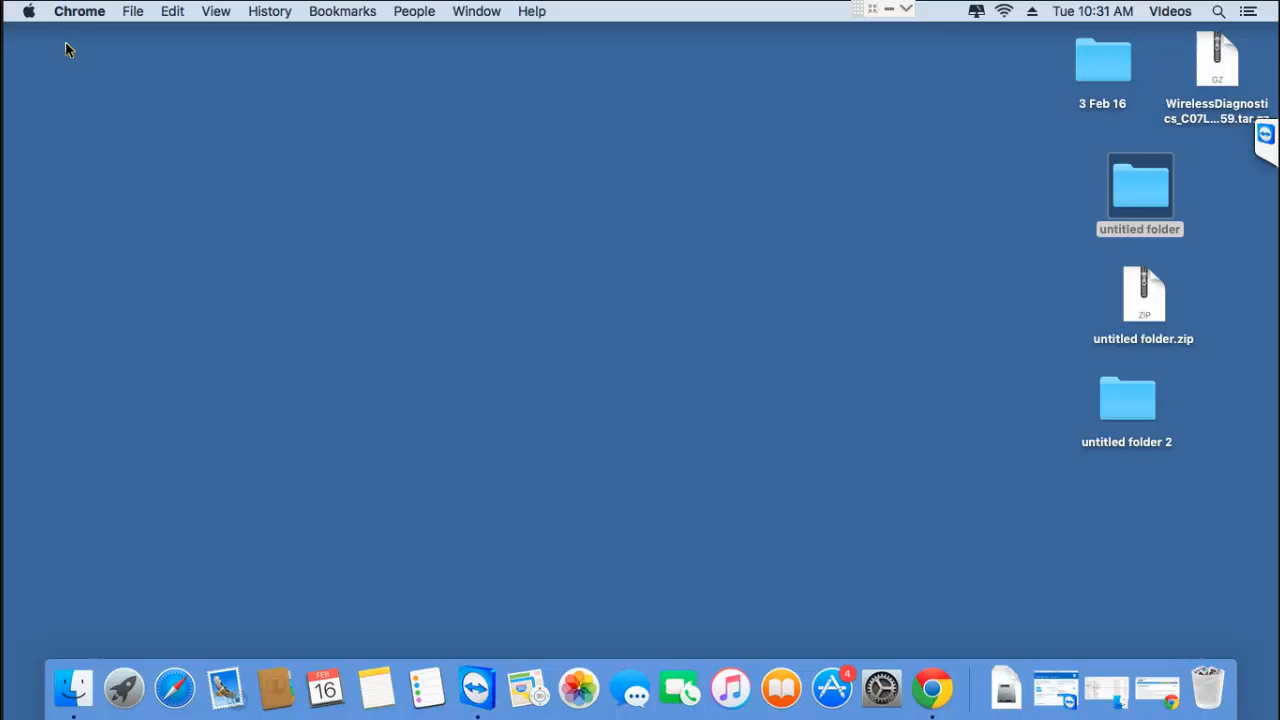 Chrome File Edit View History Bookmarks People Window Help Tue 10:31 AM VIdeos
3 Feb 16
GZ
WirelessDiagnosti
cs_C07L...59.tar.gz
untitled folder
ZIP
untitled folder.zip
untitled folder 2
FEB
16
4